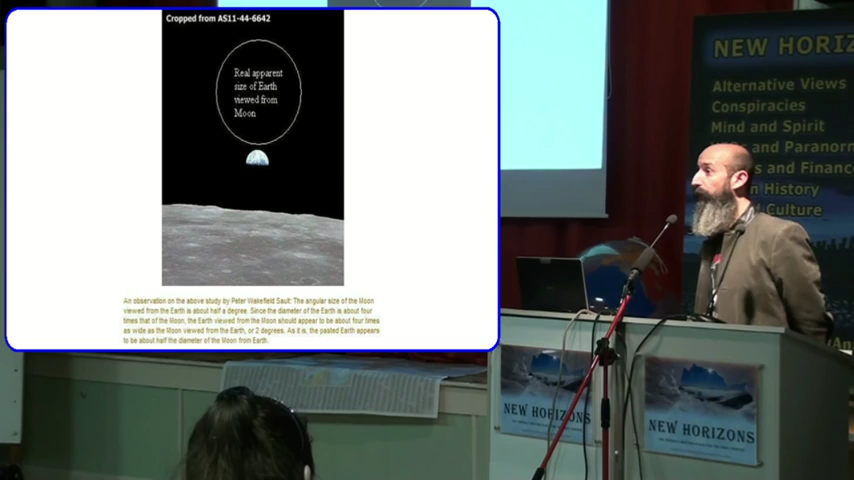 Cropped from AS11-44-6642
Real apparent
size of Earth
viewed from
Moon
An observation on the above study by Peter Wakefield Sault: The angular size of the Moon
viewed from the Earth is about half a degree. Since the diameter of the Earth is about four
times that of the Moon, the Earth viewed from the Moon should appear to be about four times
as wide as the Moon viewed from the Earth, or 2 degrees. As it is, the pasted Earth appears
to be about half the diameter of the Moon from Earth.
NEW HORIZ
Alternative Views
Conspiracies
Mind and Spirit
and Paranorm
s and Finance
n History
Culture
NEW HORIZONS
NEW HORIZONS